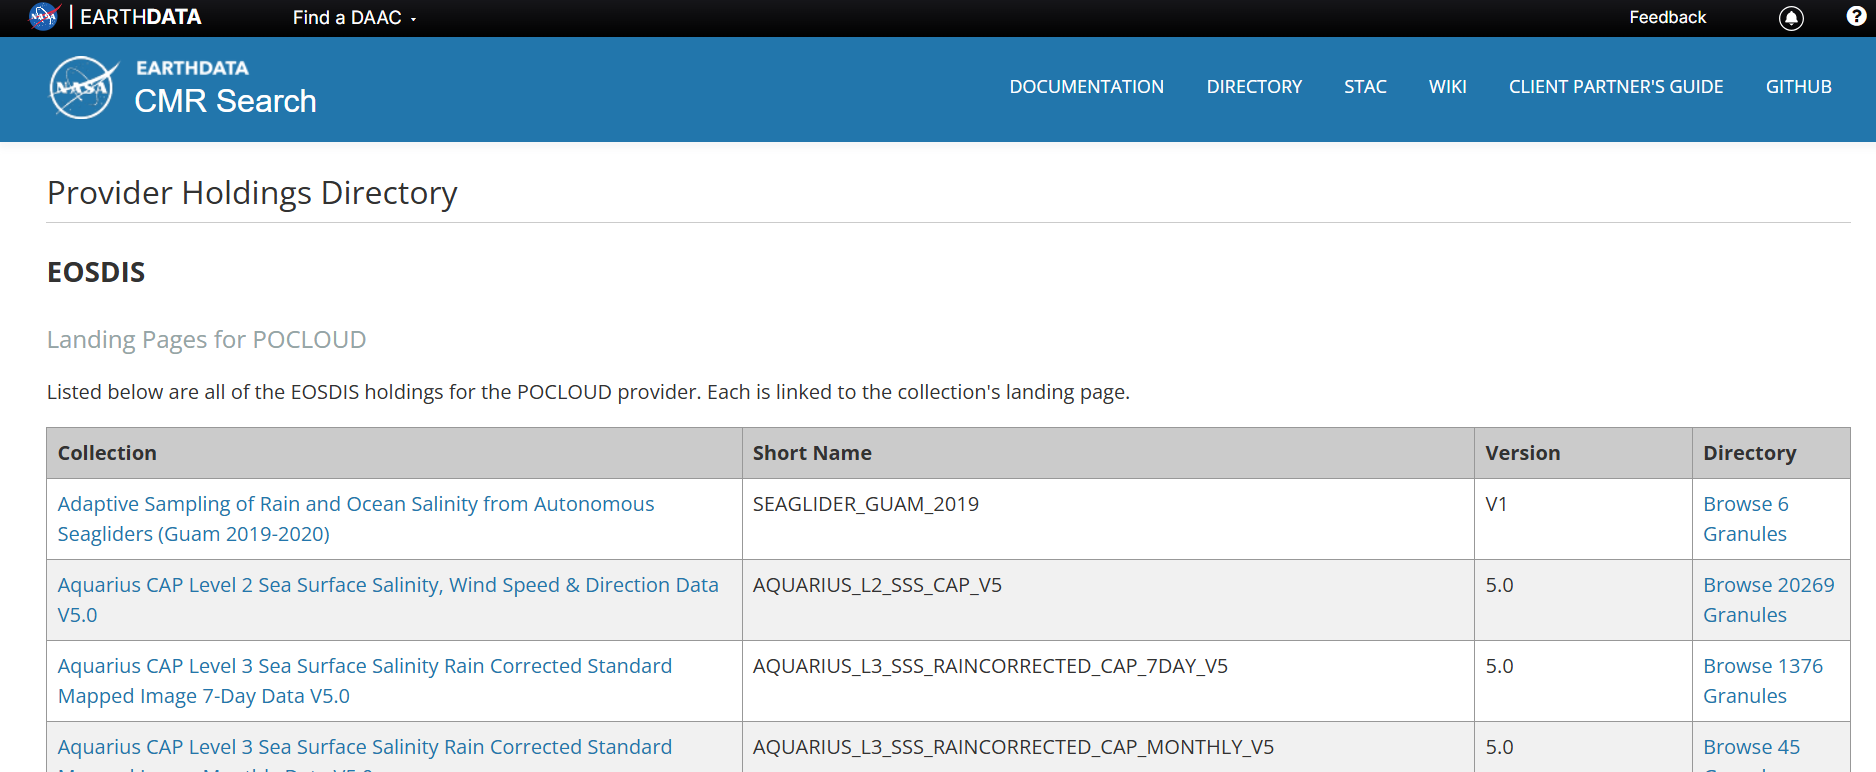 NASA EARTHDATA Find a DAAC Feedback ?
NASA EARTHDATA
CMR Search
DOCUMENTATION DIRECTORY STAC WIKI CLIENT PARTNER'S GUIDE GITHUB
Provider Holdings Directory
EOSDIS
Landing Pages for POCLOUD
Listed below are all of the EOSDIS holdings for the POCLOUD provider. Each is linked to the collection's landing page.
Collection Short Name Version Directory
Adaptive Sampling of Rain and Ocean Salinity from Autonomous
Seagliders (Guam 2019-2020)
SEAGLIDER_GUAM_2019
V1
Browse 6
Granules
Aquarius CAP Level 2 Sea Surface Salinity, Wind Speed & Direction Data
V5.0
AQUARIUS_L2_SSS_CAP_V5
5.0
Browse 20269
Granules
Aquarius CAP Level 3 Sea Surface Salinity Rain Corrected Standard
Mapped Image 7-Day Data V5.0
AQUARIUS_L3_SSS_RAINCORRECTED_CAP_7DAY_V5
5.0
Browse 1376
Granules
Aquarius CAP Level 3 Sea Surface Salinity Rain Corrected Standard
AQUARIUS_L3_SSS_RAINCORRECTED_CAP_MONTHLY_V5
5.0
Browse 45